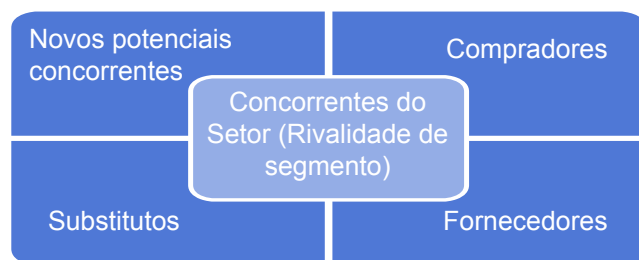 Novos potenciais
concorrentes
Compradores
Concorrentes do
Setor (Rivalidade de
segmento)
Substitutos
Fornecedores